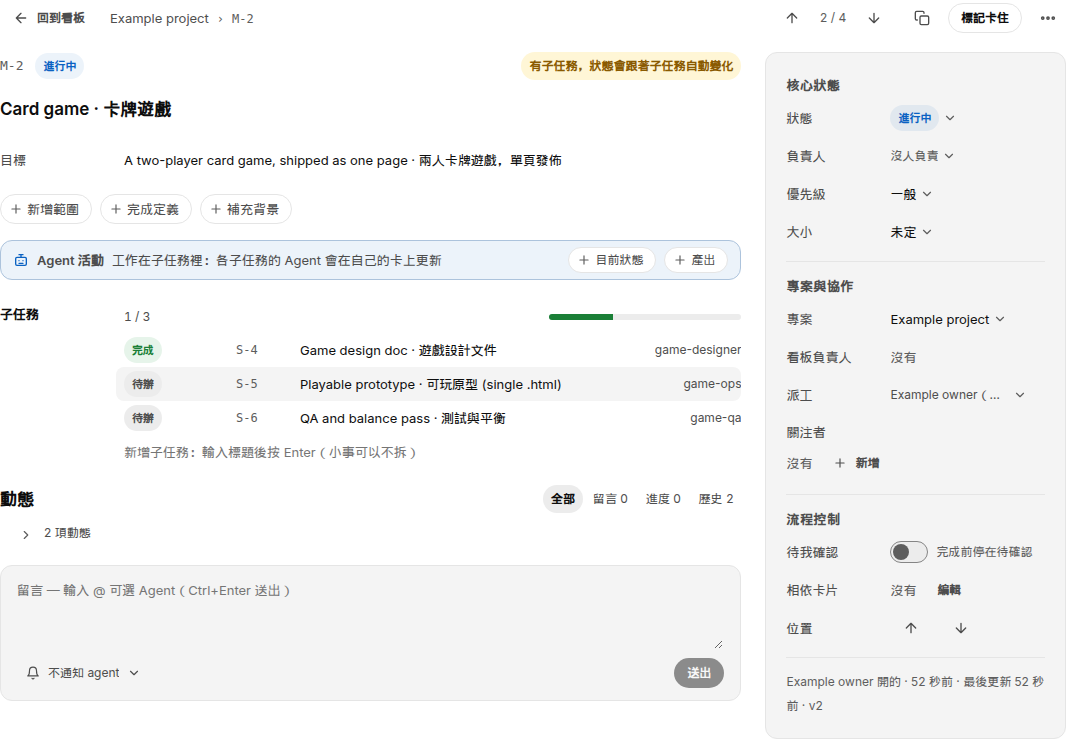 回到看板 Example project › M-2 2 / 4 標記卡住
M-2 進行中 有子任務，狀態會跟著子任務自動變化
Card game · 卡牌遊戲
目標 A two-player card game, shipped as one page · 兩人卡牌遊戲，單頁發佈
新增範圍 完成定義 補充背景
Agent 活動 工作在子任務裡：各子任務的 Agent 會在自己的卡上更新 目前狀態 產出
子任務 1 / 3
完成 S-4 Game design doc · 遊戲設計文件 game-designer
待辦 S-5 Playable prototype · 可玩原型 (single .html) game-ops
待辦 S-6 QA and balance pass · 測試與平衡 game-qa
新增子任務：輸入標題後按 Enter（小事可以不拆）
動態 全部 留言 0 進度 0 歷史 2
2 項動態
留言 — 輸入 @ 可選 Agent（Ctrl+Enter 送出）
不通知 agent 送出
核心狀態
狀態 進行中
負責人 沒人負責
優先級 一般
大小 未定
專案與協作
專案 Example project
看板負責人 沒有
派工 Example owner（...
關注者
沒有 新增
流程控制
待我確認 完成前停在待確認
相依卡片 沒有 編輯
位置
Example owner 開的 · 52 秒前 · 最後更新 52 秒
前 · v2